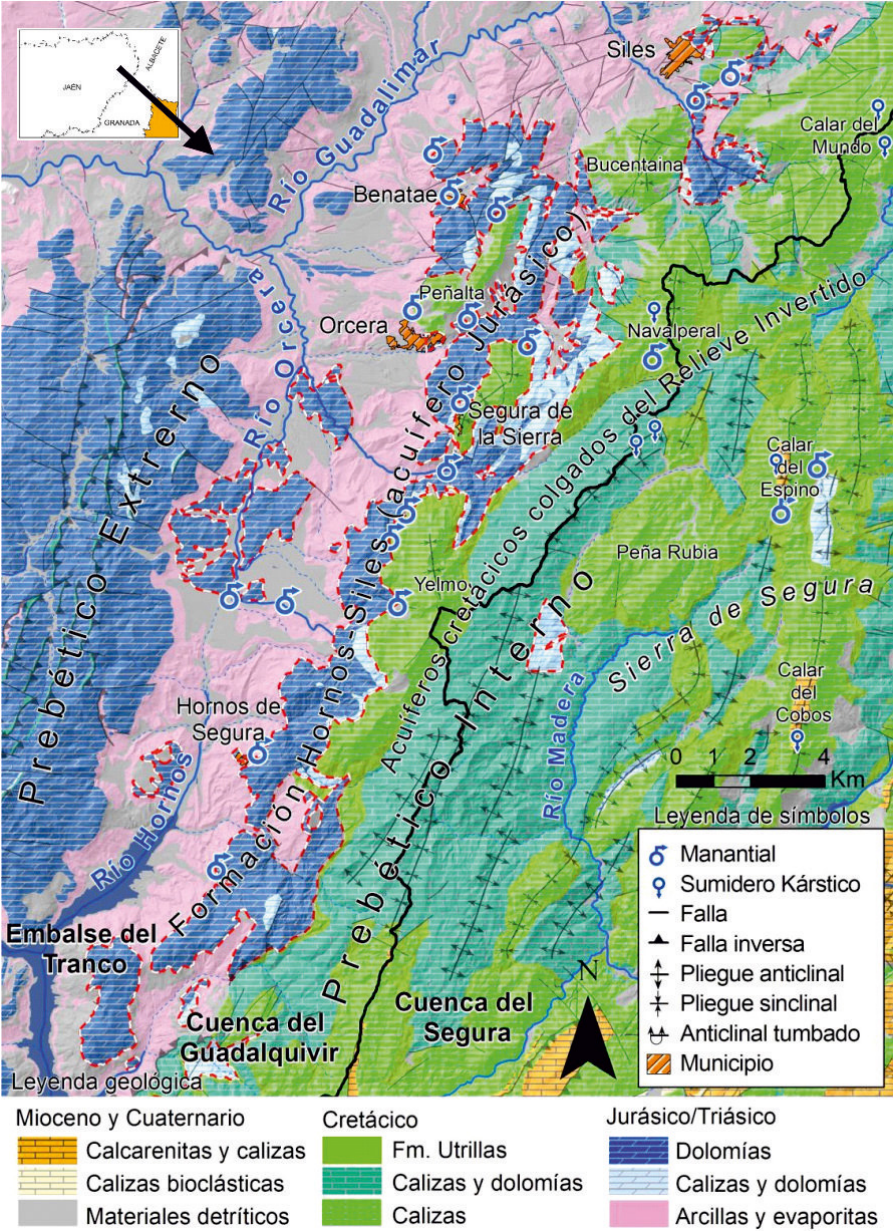 JAÉN
ALBACETE
GRANADA
Río Guadalimar
Siles
Calar del
Mundo
Bucentaina
Benatae
Peñalta
Orcera
Río Orcera
Navalperal
Segura de
la Sierra
Prebético Extrerno
Formación Hornos-Siles (acuífero Jurásico)
Acuíferos cretácicos colgados del Relieve Invertido
Prebético Interno
Calar
del
Espino
Peña Rubia
Yelmo
Sierra de Segura
Río Madera
Calar
del
Cobos
Hornos de
Segura
Río Hornos
Embalse del
Tranco
Cuenca del
Guadalquivir
Cuenca del
Segura
N
0 1 2 4
Km
Leyenda de símbolos
Manantial
Sumidero Kárstico
Falla
Falla inversa
Pliegue anticlinal
Pliegue sinclinal
Anticlinal tumbado
Municipio
Leyenda geológica
Mioceno y Cuaternario
Calcarenitas y calizas
Calizas bioclásticas
Materiales detríticos
Cretácico
Fm. Utrillas
Calizas y dolomías
Calizas
Jurásico/Triásico
Dolomías
Calizas y dolomías
Arcillas y evaporitas